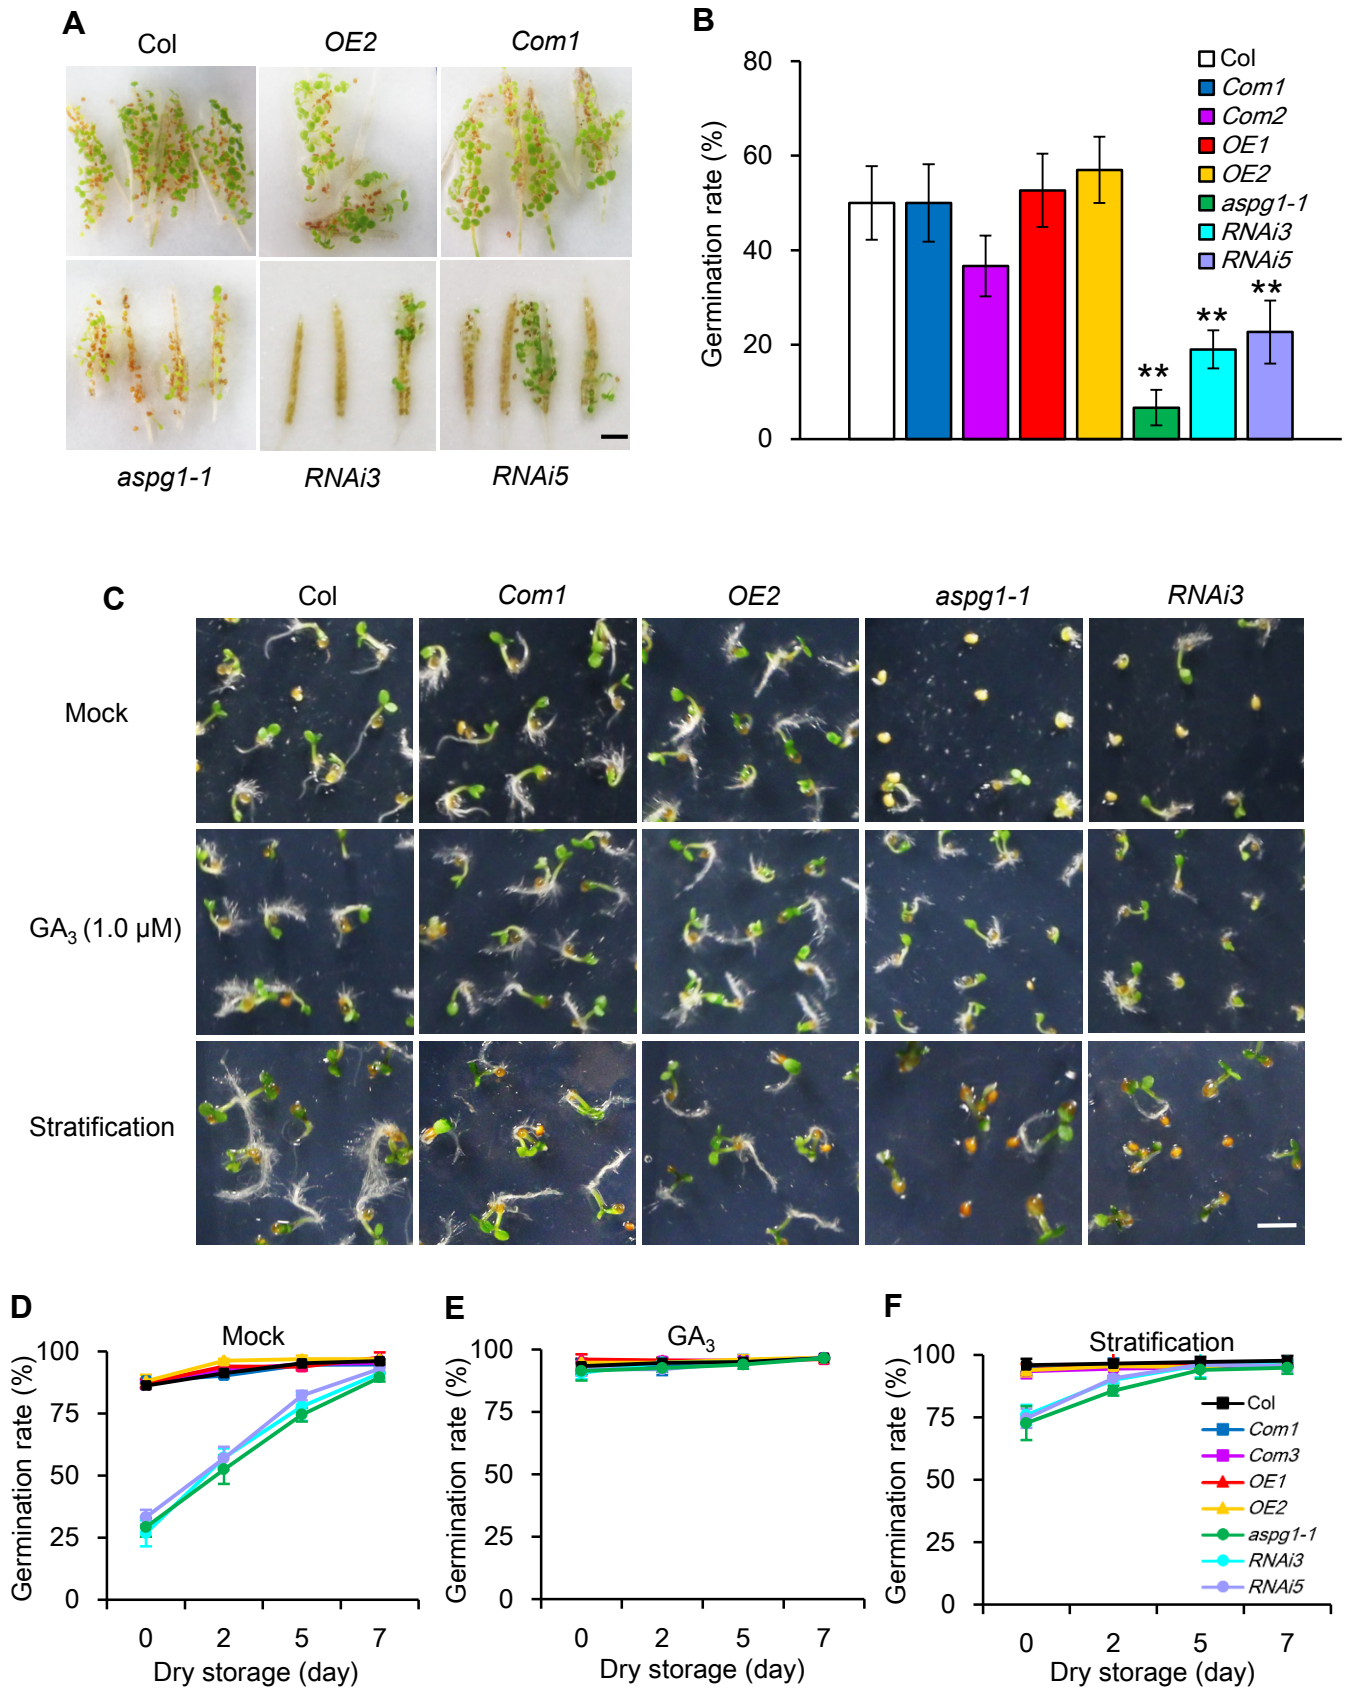 A
Col
OE2
Com1
aspg1-1
RNAi3
RNAi5
B
80
60
40
20
0
Germination rate (%)
Col
Com1
Com2
OE1
OE2
aspg1-1
RNAi3
RNAi5
**
**
**
C
Col
Com1
OE2
aspg1-1
RNAi3
Mock
GA3 (1.0 µM)
Stratification
D
Mock
Germination rate (%)
100
75
50
25
0
0 2 5 7
Dry storage (day)
E
GA3
Germination rate (%)
100
75
50
25
0
0 2 5 7
Dry storage (day)
F
Stratification
Germination rate (%)
100
75
50
25
0
Col
Com1
Com3
OE1
OE2
aspg1-1
RNAi3
RNAi5
0 2 5 7
Dry storage (day)